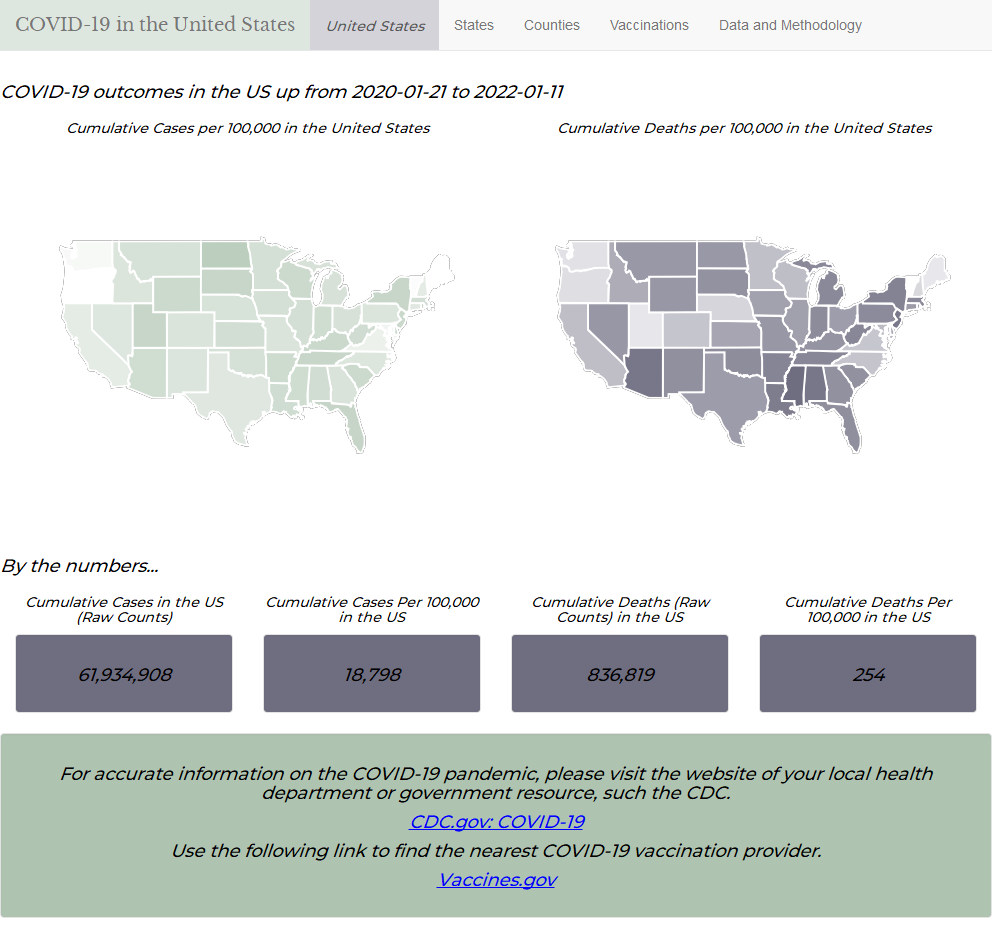 COVID-19 in the United States United States States Counties Vaccinations Data and Methodology
COVID-19 outcomes in the US up from 2020-01-21 to 2022-01-11
Cumulative Cases per 100,000 in the United States
Cumulative Deaths per 100,000 in the United States
By the numbers...
Cumulative Cases in the US
(Raw Counts)
61,934,908
Cumulative Cases Per 100,000
in the US
18,798
Cumulative Deaths (Raw
Counts) in the US
836,819
Cumulative Deaths Per
100,000 in the US
254
For accurate information on the COVID-19 pandemic, please visit the website of your local health
department or government resource, such the CDC.
CDC.gov: COVID-19
Use the following link to find the nearest COVID-19 vaccination provider.
Vaccines.gov